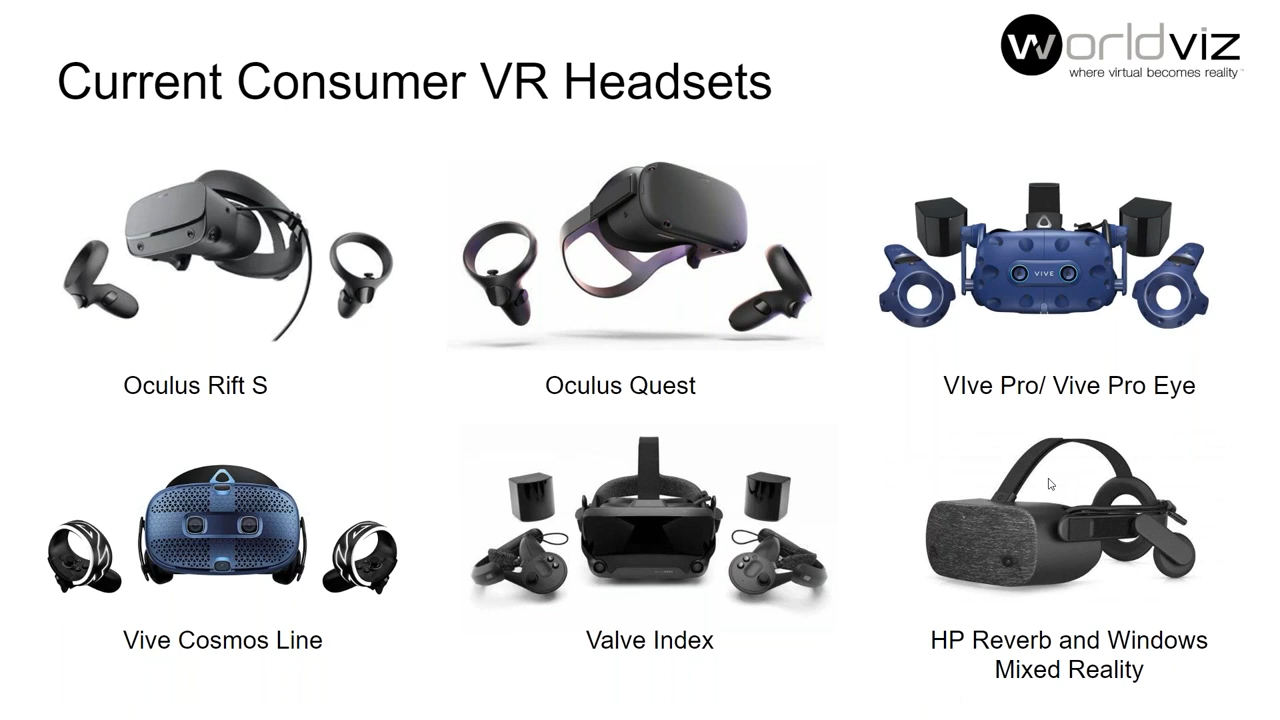 worldviz
where virtual becomes reality
Current Consumer VR Headsets
VIVE
Oculus Rift S
Oculus Quest
VIve Pro/ Vive Pro Eye
Vive Cosmos Line
Valve Index
HP Reverb and Windows
Mixed Reality